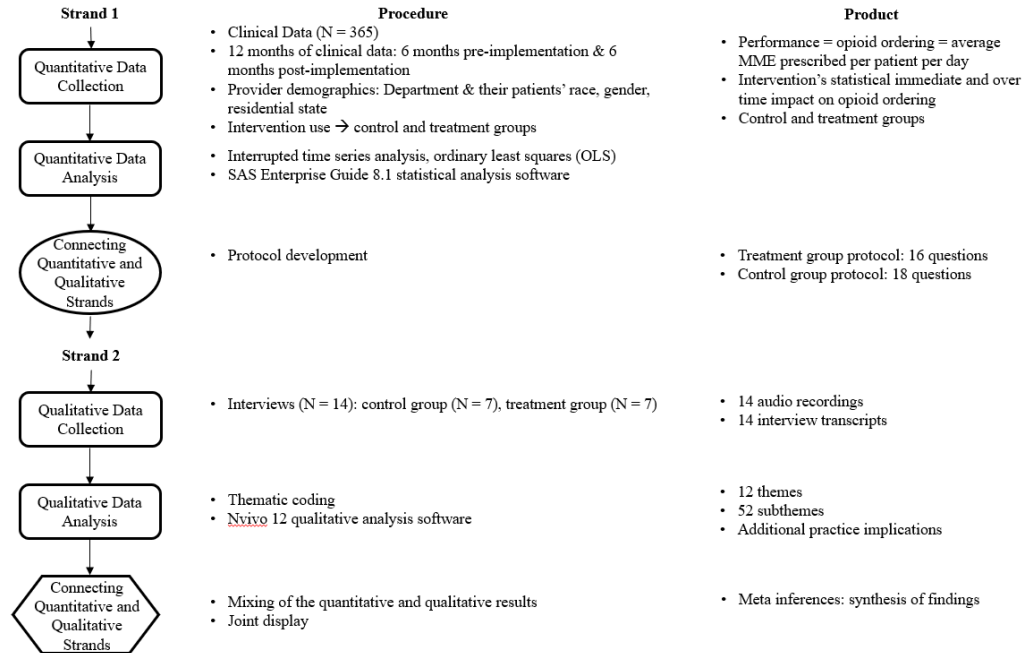 Strand 1
Procedure
Product
Quantitative Data
Collection
• Clinical Data (N = 365)
• 12 months of clinical data: 6 months pre-implementation & 6
months post-implementation
• Provider demographics: Department & their patients' race, gender,
residential state
• Intervention use → control and treatment groups
• Performance = opioid ordering = average
MME prescribed per patient per day
• Intervention's statistical immediate and over
time impact on opioid ordering
• Control and treatment groups
Quantitative Data
Analysis
• Interrupted time series analysis, ordinary least squares (OLS)
• SAS Enterprise Guide 8.1 statistical analysis software
Connecting
Quantitative and
Qualitative
Strands
• Protocol development
• Treatment group protocol: 16 questions
• Control group protocol: 18 questions
Strand 2
Qualitative Data
Collection
• Interviews (N = 14): control group (N = 7), treatment group (N = 7)
• 14 audio recordings
• 14 interview transcripts
Qualitative Data
Analysis
• Thematic coding
• Nvivo 12 qualitative analysis software
• 12 themes
• 52 subthemes
• Additional practice implications
Connecting
Quantitative and
Qualitative
Strands
• Mixing of the quantitative and qualitative results
• Joint display
• Meta inferences: synthesis of findings